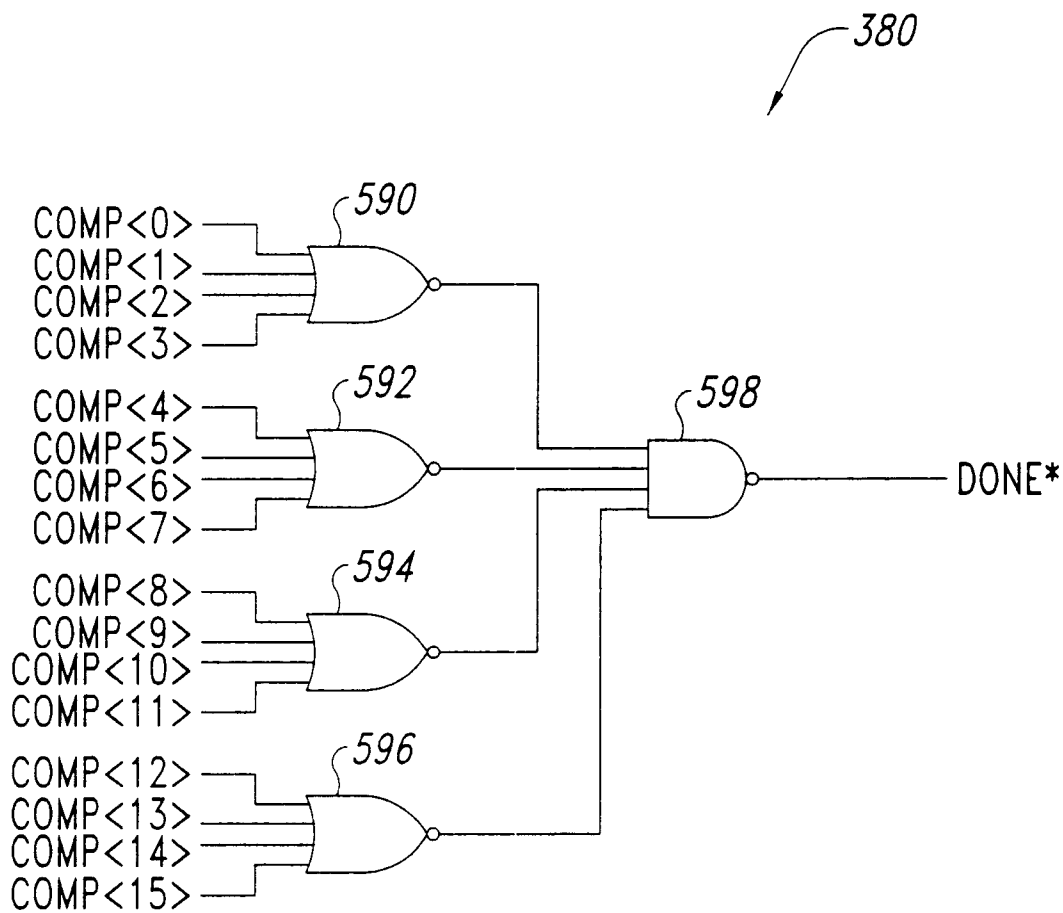 380
590
COMP<0>
COMP<1>
COMP<2>
COMP<3>
592
COMP<4>
COMP<5>
COMP<6>
COMP<7>
598
DONE*
594
COMP<8>
COMP<9>
COMP<10>
COMP<11>
596
COMP<12>
COMP<13>
COMP<14>
COMP<15>